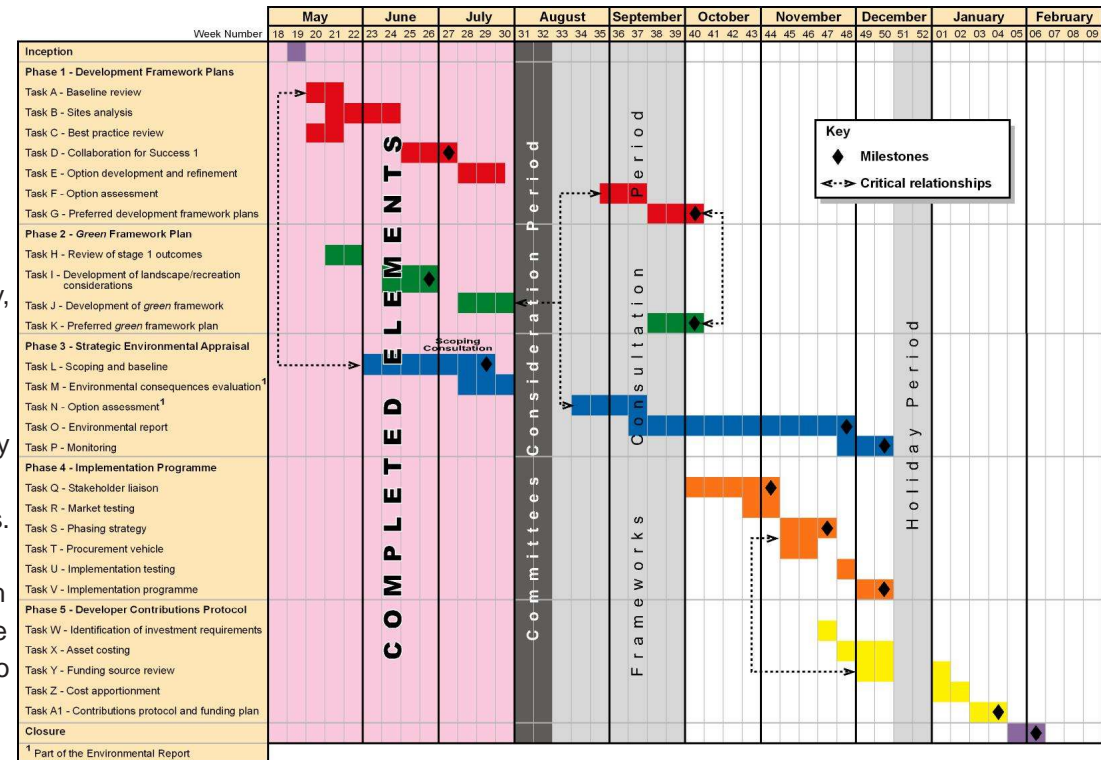 May June July August September October November December January February
Week Number 18 19 20 21 22 23 24 25 26 27 28 29 30 31 32 33 34 35 36 37 38 39 40 41 42 43 44 45 46 47 48 49 50 51 52 01 02 03 04 05 06 07 08 09
Inception
Phase 1 - Development Framework Plans
Task A - Baseline review
Task B - Sites analysis
Task C - Best practice review
Task D - Collaboration for Success 1
Task E - Option development and refinement
Task F - Option assessment
Task G - Preferred development framework plans
Phase 2 - Green Framework Plan
Task H - Review of stage 1 outcomes
Task I - Development of landscape/recreation
considerations
Task J - Development of green framework
Task K - Preferred green framework plan
Phase 3 - Strategic Environmental Appraisal
Task L - Scoping and baseline
Task M - Environmental consequences evaluation1
Task N - Option assessment1
Task O - Environmental report
Task P - Monitoring
Phase 4 - Implementation Programme
Task Q - Stakeholder liaison
Task R - Market testing
Task S - Phasing strategy
Task T - Procurement vehicle
Task U - Implementation testing
Task V - Implementation programme
Phase 5 - Developer Contributions Protocol
Task W - Identification of investment requirements
Task X - Asset costing
Task Y - Funding source review
Task Z - Cost apportionment
Task A1 - Contributions protocol and funding plan
Closure
1 Part of the Environmental Report
COMPLETED ELEMENTS
Scoping
Consultation
Committees Consideration Period
Frameworks Consultation Period
Holiday Period
Key
Milestones
Critical relationships